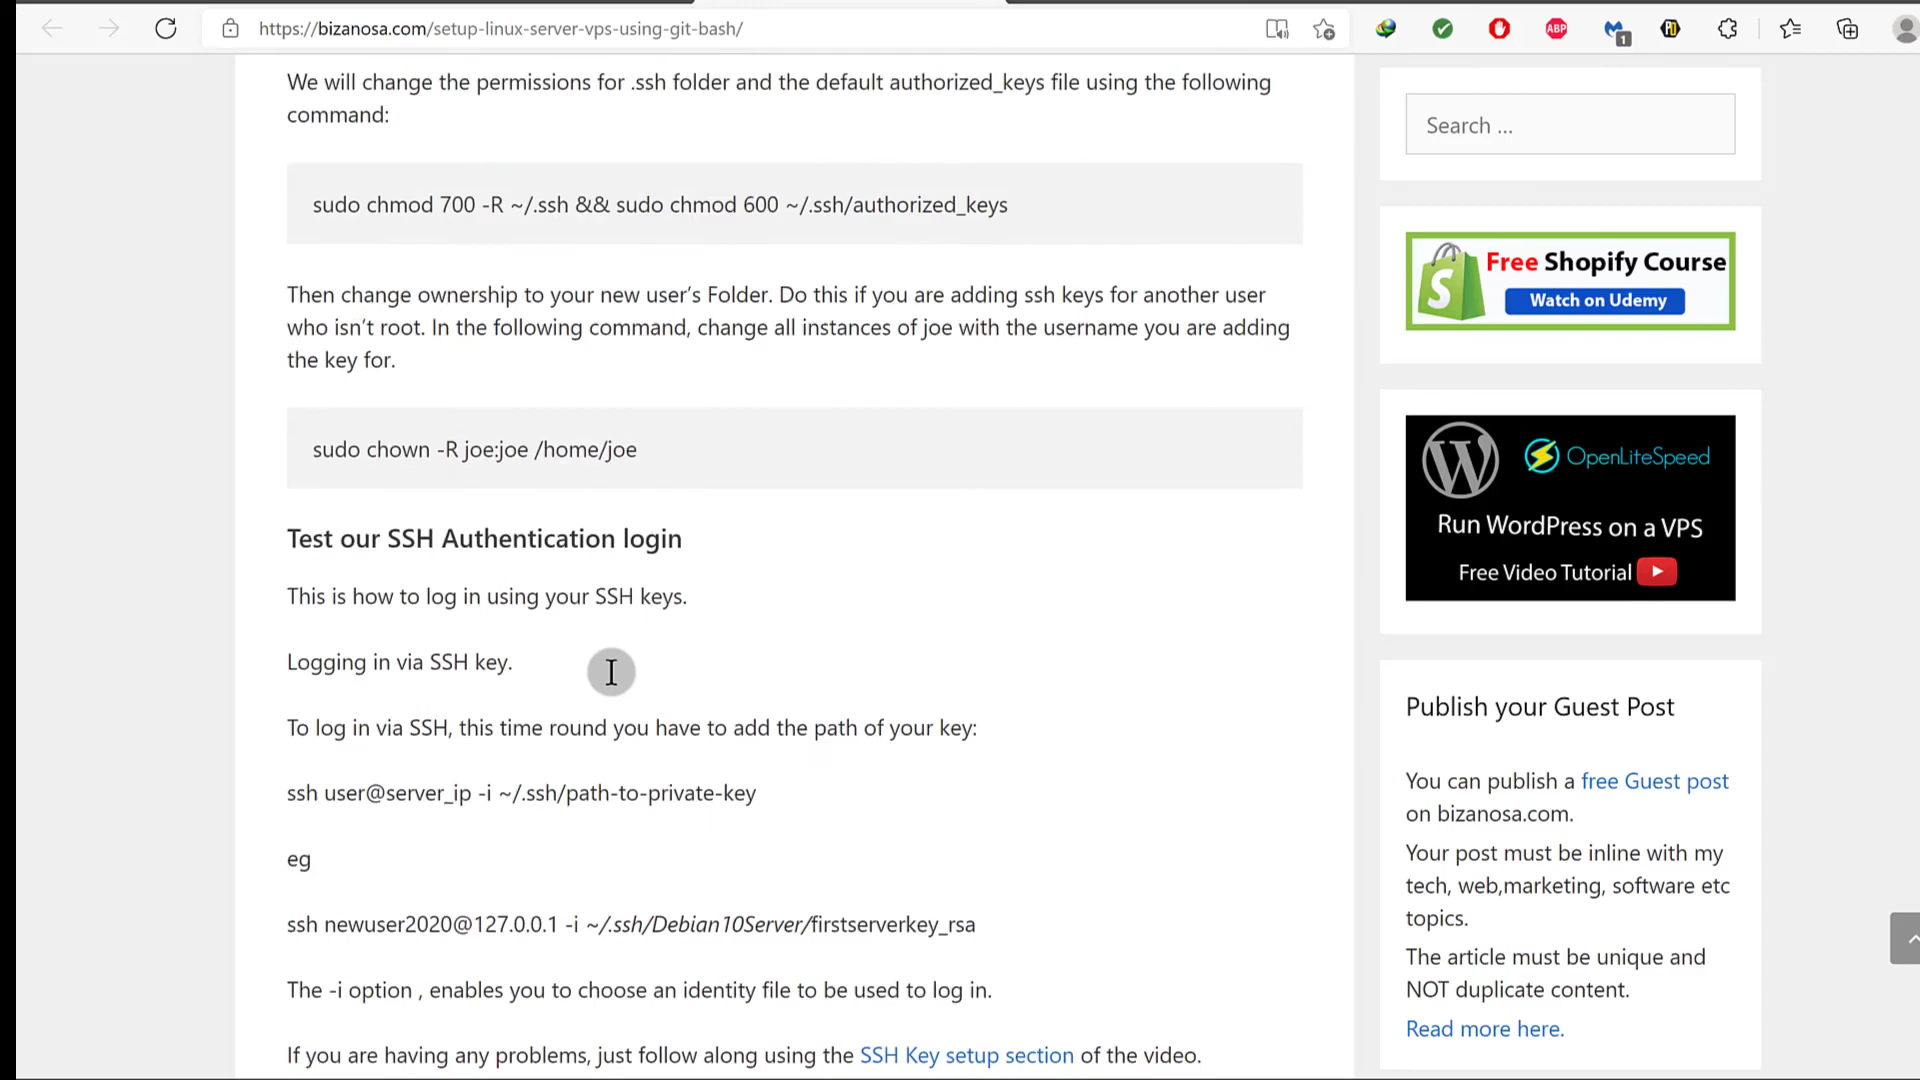 https://bizanosa.com/setup-linux-server-vps-using-git-bash/
ABP
1
We will change the permissions for .ssh folder and the default authorized_keys file using the following
command:
sudo chmod 700 -R ~/.ssh && sudo chmod 600 ~/.ssh/authorized_keys
Then change ownership to your new user’s Folder. Do this if you are adding ssh keys for another user
who isn’t root. In the following command, change all instances of joe with the username you are adding
the key for.
sudo chown -R joe:joe /home/joe
Test our SSH Authentication login
This is how to log in using your SSH keys.
Logging in via SSH key.
To log in via SSH, this time round you have to add the path of your key:
ssh user@server_ip -i ~/.ssh/path-to-private-key
eg
ssh newuser2020@127.0.0.1 -i ~/.ssh/Debian10Server/firstserverkey_rsa
The -i option , enables you to choose an identity file to be used to log in.
If you are having any problems, just follow along using the SSH Key setup section of the video.
Search ...
Free Shopify Course
Watch on Udemy
OpenLiteSpeed
Run WordPress on a VPS
Free Video Tutorial
Publish your Guest Post
You can publish a free Guest post
on bizanosa.com.
Your post must be inline with my
tech, web,marketing, software etc
topics.
The article must be unique and
NOT duplicate content.
Read more here.